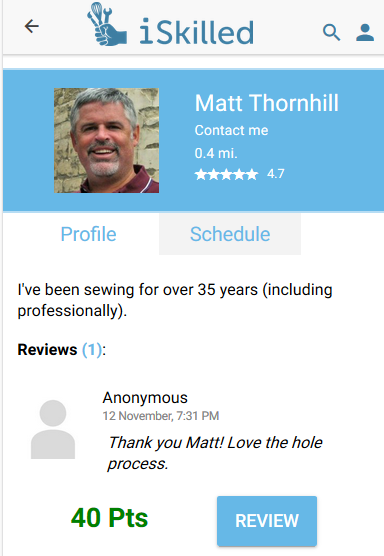 iSkilled
Matt Thornhill
Contact me
0.4 mi.
4.7
Profile
Schedule
I've been sewing for over 35 years (including
professionally).
Reviews (1):
Anonymous
12 November, 7:31 PM
Thank you Matt! Love the hole
process.
40 Pts
REVIEW